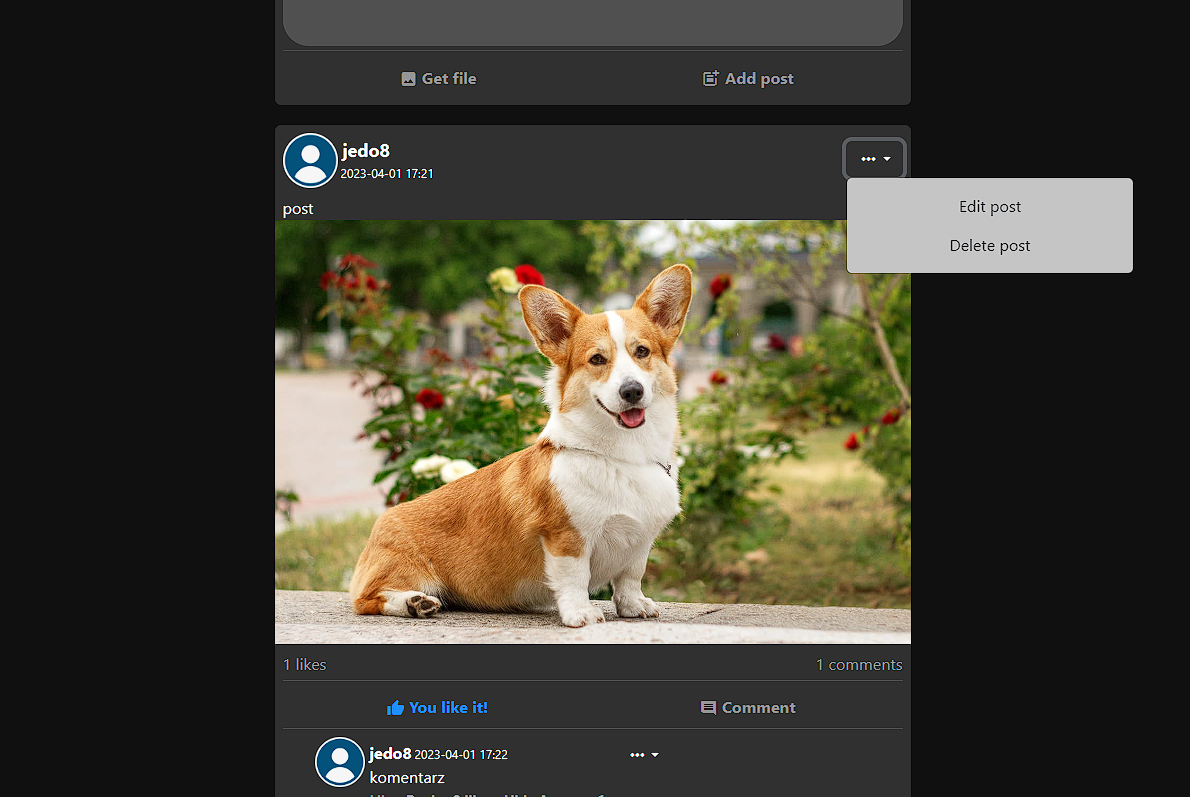 Get file
Add post
jedo8
2023-04-01 17:21
Edit post
post
Delete post
1 likes
1 comments
You like it!
Comment
jedo8 2023-04-01 17:22
komentarz